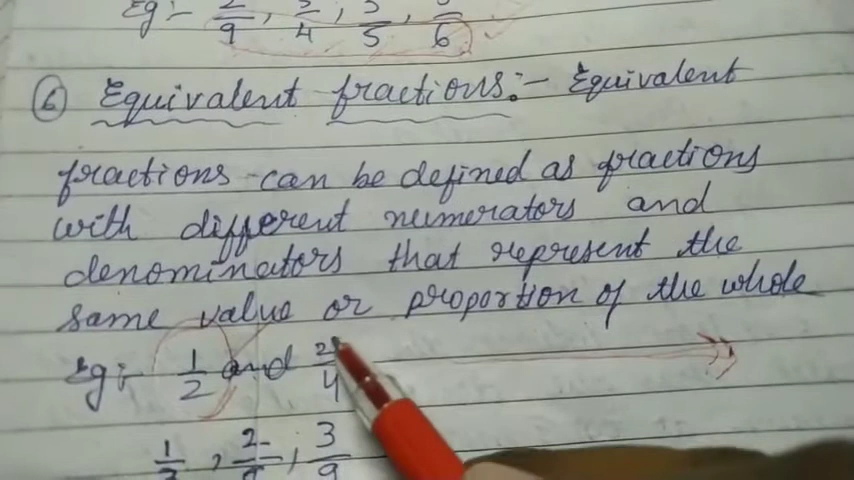 Eg:- 2/9, 3/4, 3/5, 5/6
⑥ Equivalent fractions:- Equivalent
fractions can be defined as fractions
with different numerators and
denominators that represent the
same value or proportion of the whole
Eg:- 1/2 and 2/4
1/3, 2/6, 3/9